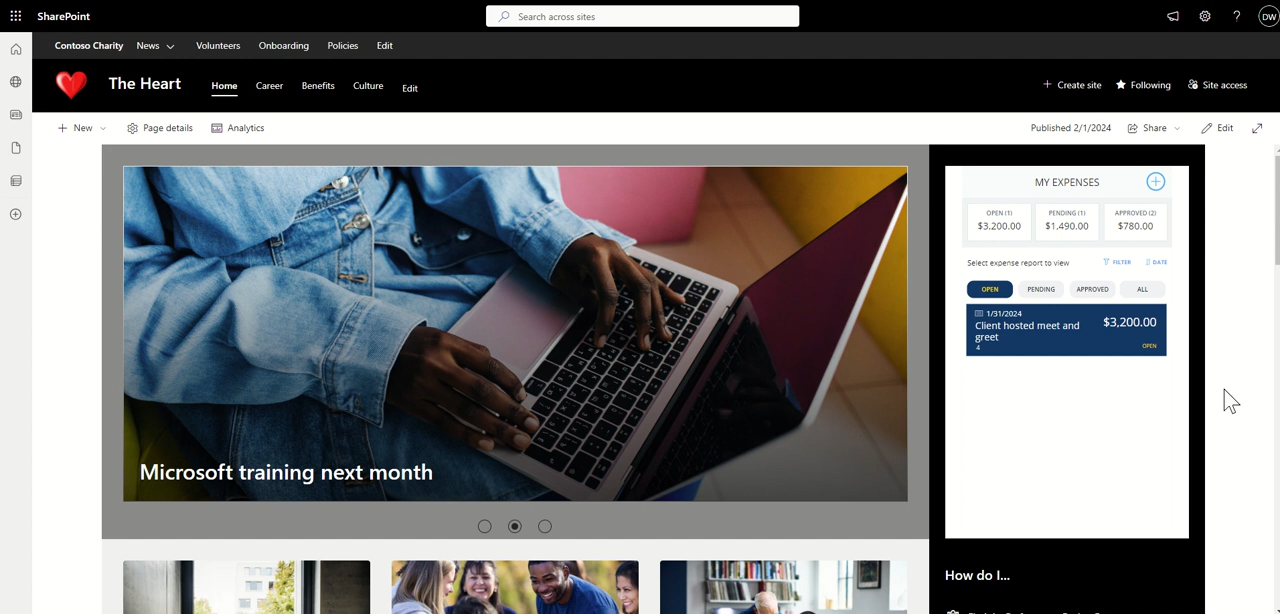 SharePoint
Search across sites
DW
Contoso Charity News Volunteers Onboarding Policies Edit
The Heart Home Career Benefits Culture Edit
Create site Following Site access
New Page details Analytics
Published 2/1/2024 Share Edit
Microsoft training next month
MY EXPENSES
OPEN (1) PENDING (1) APPROVED (2)
$3,200.00 $1,490.00 $780.00
Select expense report to view FILTER DATE
OPEN PENDING APPROVED ALL
1/31/2024
Client hosted meet and
greet
$3,200.00
4
OPEN
How do I...